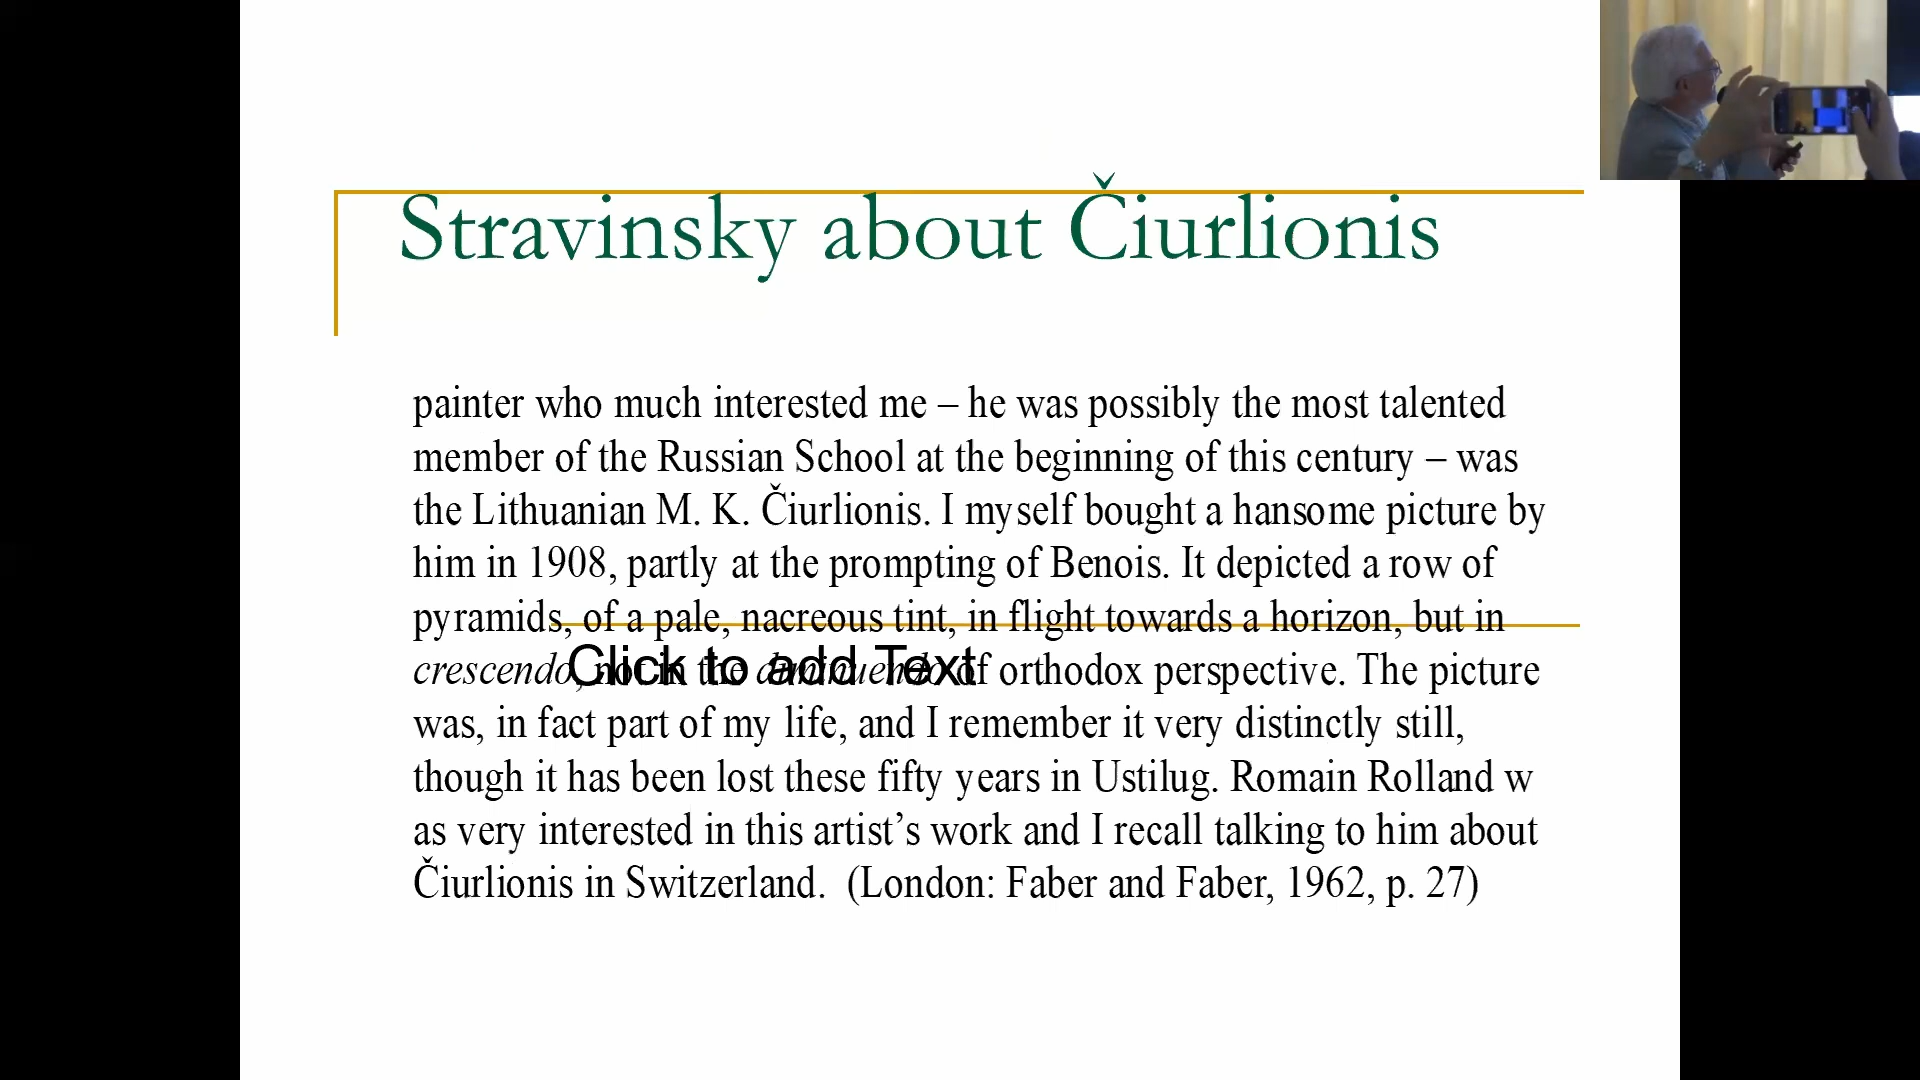 Stravinsky about Čiurlionis
painter who much interested me – he was possibly the most talented
member of the Russian School at the beginning of this century – was
the Lithuanian M. K. Čiurlionis. I myself bought a hansome picture by
him in 1908, partly at the prompting of Benois. It depicted a row of
pyramids, of a pale, nacreous tint, in flight towards a horizon, but in
crescendo, not in the diminuendo of orthodox perspective. The picture
Click to add Text
was, in fact part of my life, and I remember it very distinctly still,
though it has been lost these fifty years in Ustilug. Romain Rolland w
as very interested in this artist’s work and I recall talking to him about
Čiurlionis in Switzerland.  (London: Faber and Faber, 1962, p. 27)